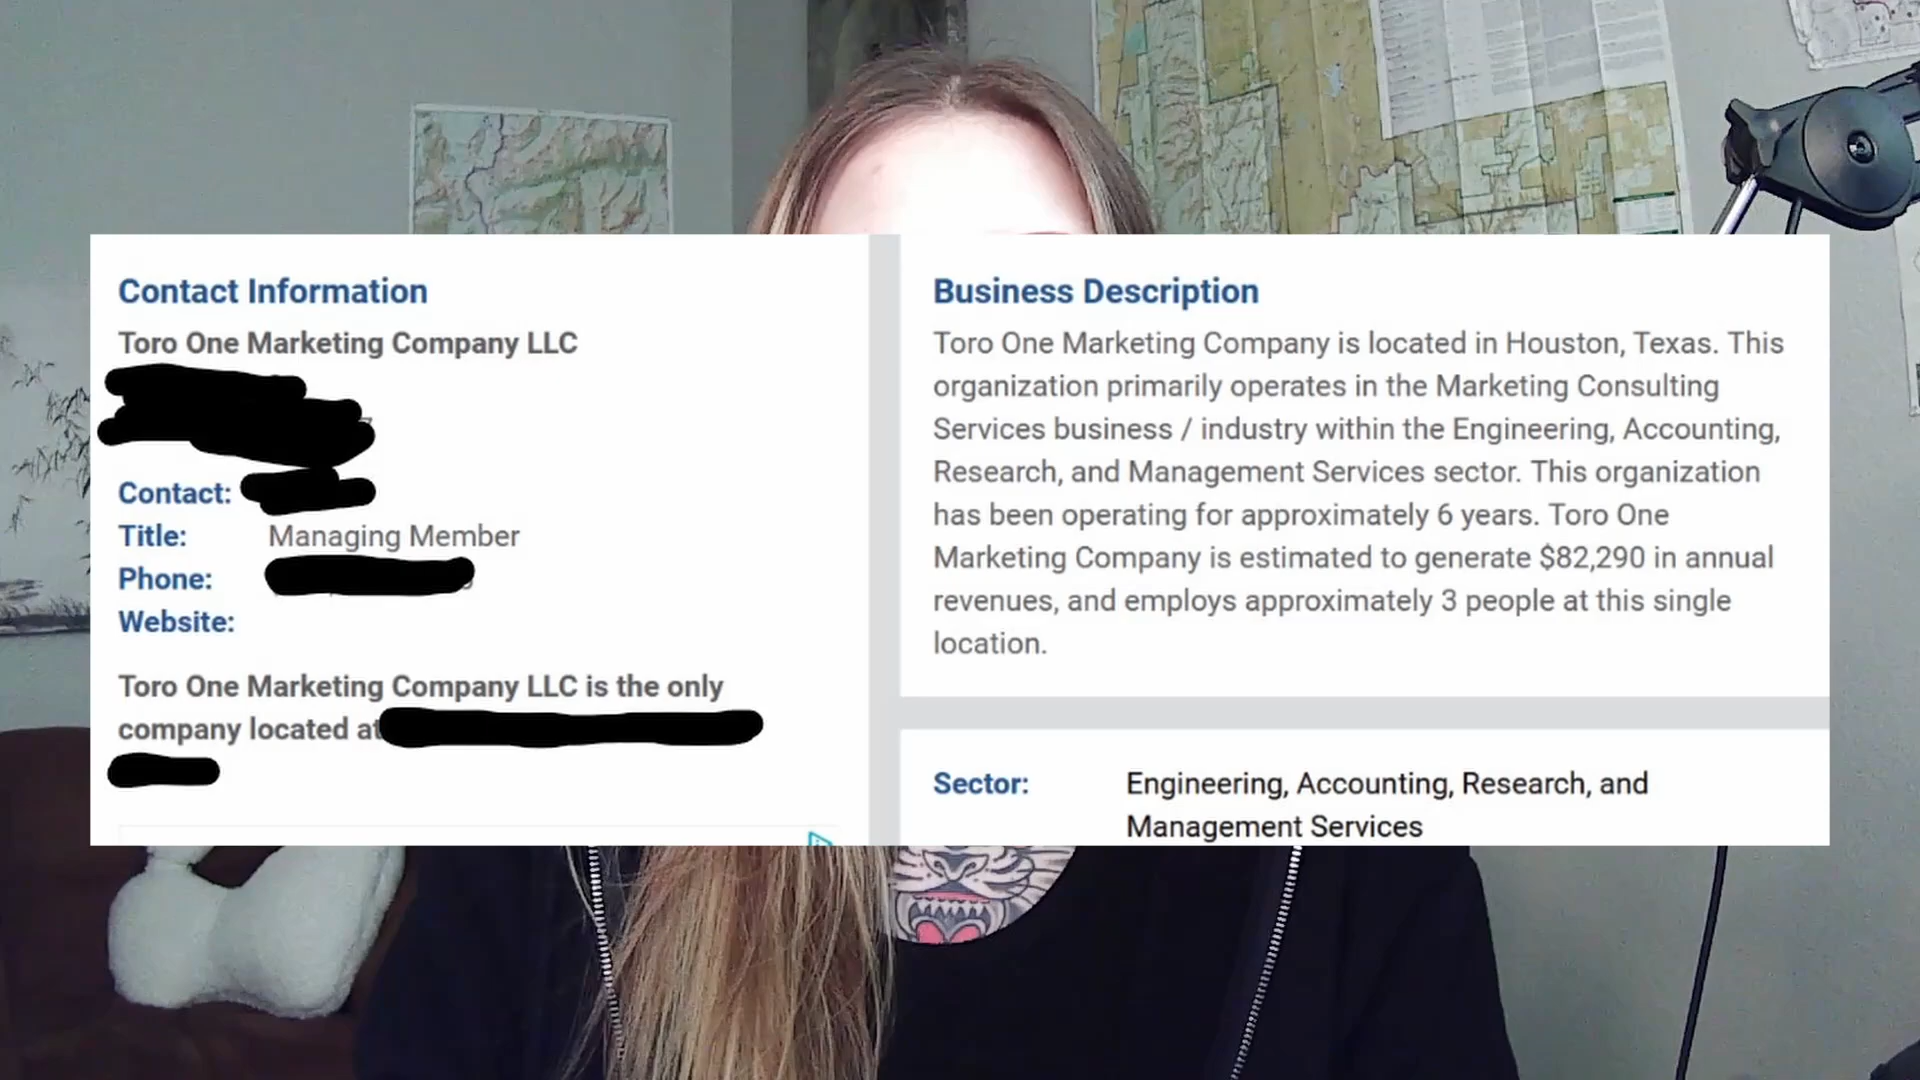 Contact Information
Toro One Marketing Company LLC
Contact:
Title: Managing Member
Phone:
Website:
Toro One Marketing Company LLC is the only
company located at
Business Description
Toro One Marketing Company is located in Houston, Texas. This
organization primarily operates in the Marketing Consulting
Services business / industry within the Engineering, Accounting,
Research, and Management Services sector. This organization
has been operating for approximately 6 years. Toro One
Marketing Company is estimated to generate $82,290 in annual
revenues, and employs approximately 3 people at this single
location.
Sector: Engineering, Accounting, Research, and
Management Services